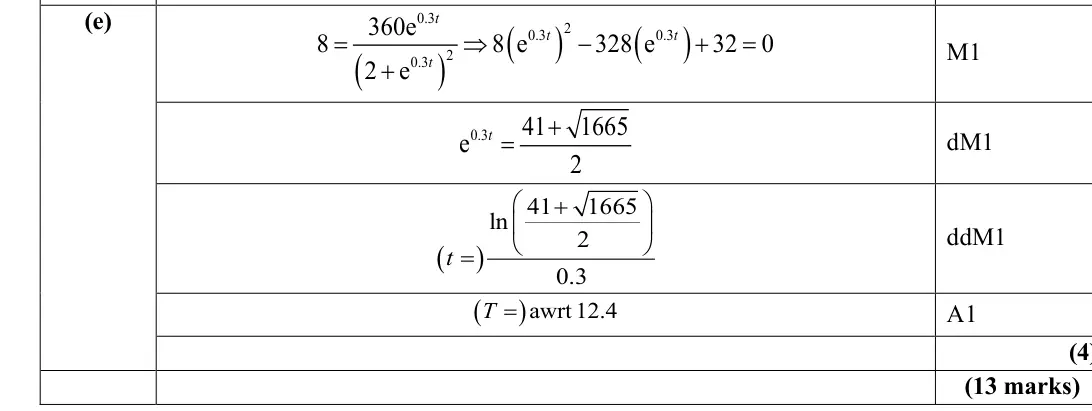 (e)
8 = 360e^{0.3t} / (2 + e^{0.3t})^2 ⇒ 8(e^{0.3t})^2 − 328(e^{0.3t}) + 32 = 0 M1
e^{0.3t} = (41 + √1665) / 2 dM1
(t =) ln((41 + √1665) / 2) / 0.3 ddM1
(T =) awrt 12.4 A1
(4)
(13 marks)